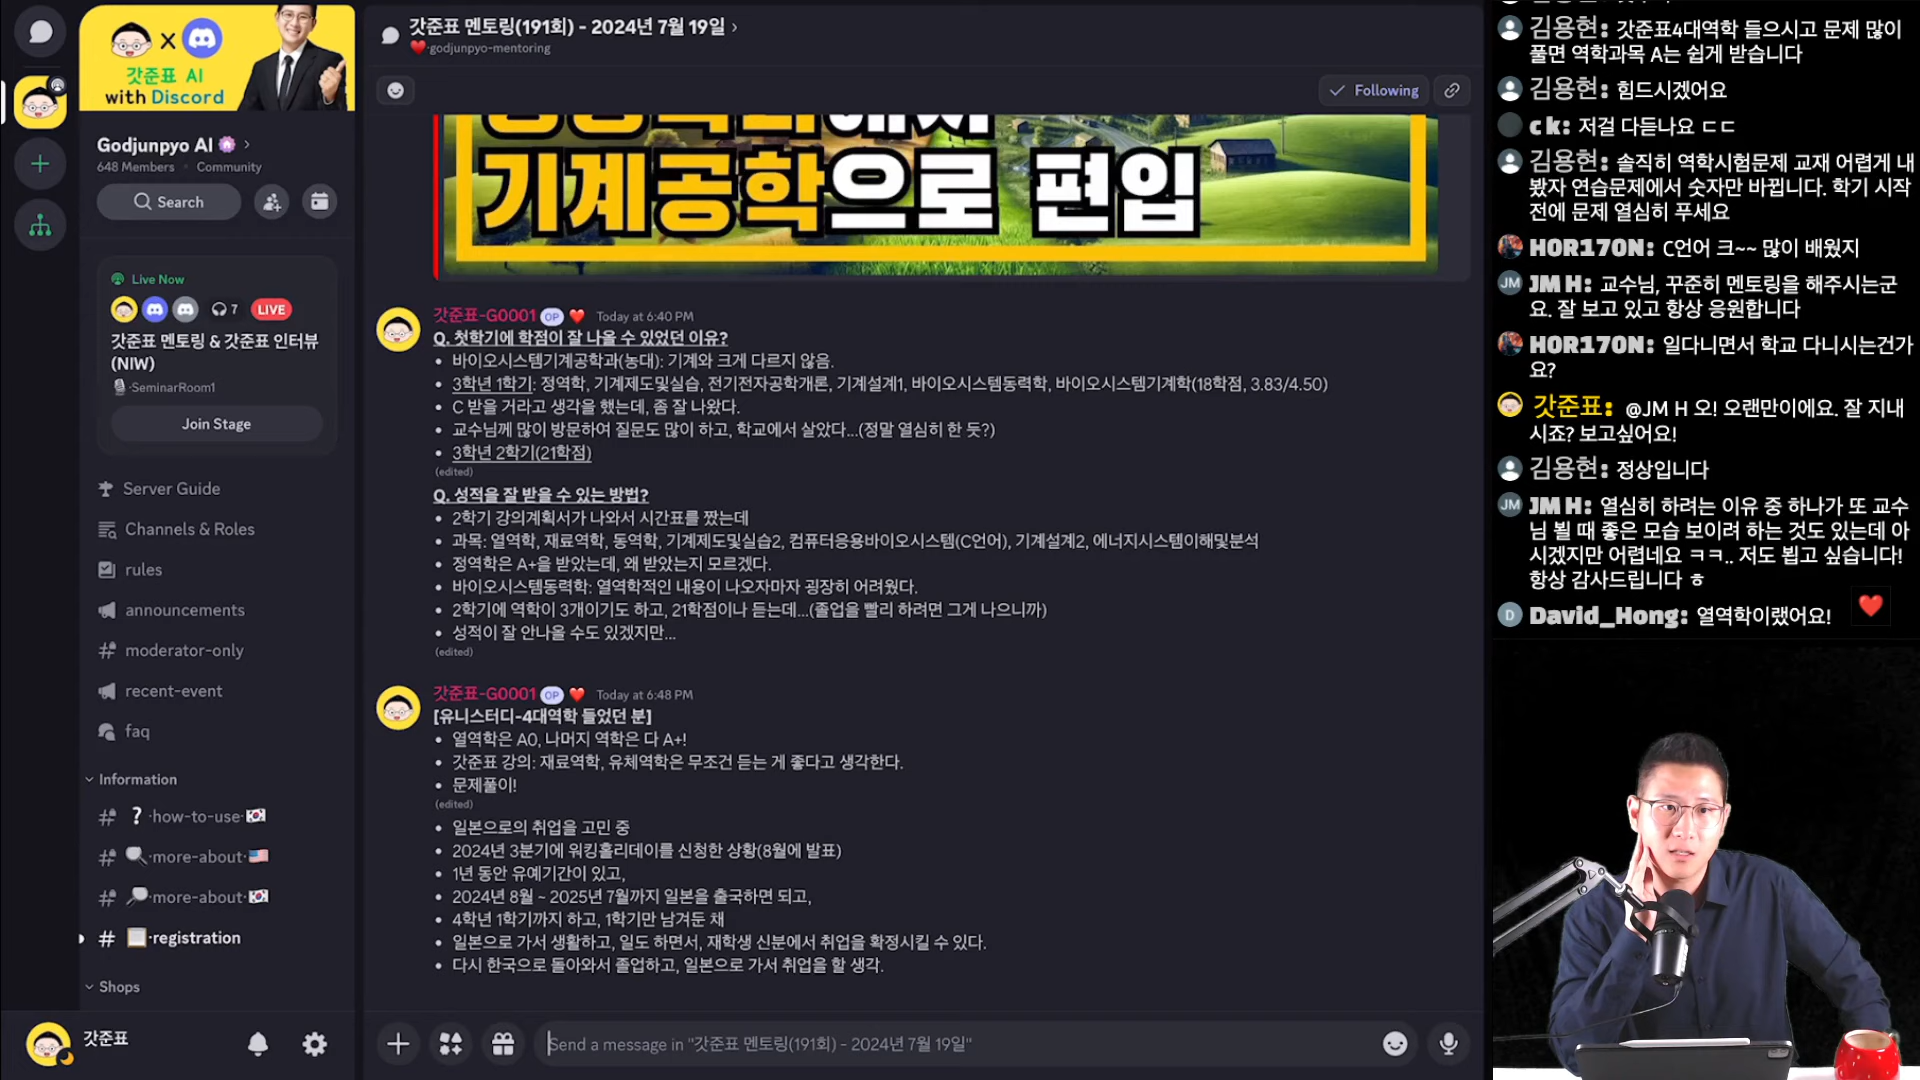 갓준표 AI
with Discord
Godjunpyo AI
648 Members · Community
Search
Live Now
7
LIVE
갓준표 멘토링 & 갓준표 인터뷰
(NIW)
SeminarRoom1
Join Stage
Server Guide
Channels & Roles
rules
announcements
moderator-only
recent-event
faq
Information
how-to-use
more-about
more-about
registration
Shops
갓준표
갓준표 멘토링(191회) - 2024년 7월 19일
godjunpyo-mentoring
Following
기계공학으로 편입
갓준표-G0001 OP Today at 6:40 PM
Q. 첫학기에 학점이 잘 나올 수 있었던 이유?
• 바이오시스템기계공학과(농대): 기계와 크게 다르지 않음.
• 3학년 1학기: 정역학, 기계제도및실습, 전기전자공학개론, 기계설계1, 바이오시스템동력학, 바이오시스템기계학(18학점, 3.83/4.50)
• C 받을 거라고 생각을 했는데, 좀 잘 나왔다.
• 교수님께 많이 방문하여 질문도 많이 하고, 학교에서 살았다...(정말 열심히 한 듯?)
• 3학년 2학기(21학점)
(edited)
Q. 성적을 잘 받을 수 있는 방법?
• 2학기 강의계획서가 나와서 시간표를 짰는데
• 과목: 열역학, 재료역학, 동역학, 기계제도및실습2, 컴퓨터응용바이오시스템(C언어), 기계설계2, 에너지시스템이해및분석
• 정역학은 A+을 받았는데, 왜 받았는지 모르겠다.
• 바이오시스템동력학: 열역학적인 내용이 나오자마자 굉장히 어려웠다.
• 2학기에 역학이 3개이기도 하고, 21학점이나 듣는데...(졸업을 빨리 하려면 그게 나으니까)
• 성적이 잘 안나올 수도 있겠지만...
(edited)
갓준표-G0001 OP Today at 6:48 PM
[유니스터디-4대역학 들었던 분]
• 열역학은 A0, 나머지 역학은 다 A+!
• 갓준표 강의: 재료역학, 유체역학은 무조건 듣는 게 좋다고 생각한다.
• 문제풀이!
(edited)
• 일본으로의 취업을 고민 중
• 2024년 3분기에 워킹홀리데이를 신청한 상황(8월에 발표)
• 1년 동안 유예기간이 있고,
• 2024년 8월 ~ 2025년 7월까지 일본을 출국하면 되고,
• 4학년 1학기까지 하고, 1학기만 남겨둔 채
• 일본으로 가서 생활하고, 일도 하면서, 재학생 신분에서 취업을 확정시킬 수 있다.
• 다시 한국으로 돌아와서 졸업하고, 일본으로 가서 취업을 할 생각.
Send a message in "갓준표 멘토링(191회) - 2024년 7월 19일"
김용현: 갓준표4대역학 들으시고 문제 많이
풀면 역학과목 A는 쉽게 받습니다
김용현: 힘드시겠어요
c k: 저걸 다듣나요 ㄷㄷ
김용현: 솔직히 역학시험문제 교재 어렵게 내
봤자 연습문제에서 숫자만 바뀝니다. 학기 시작
전에 문제 열심히 푸세요
H0R170N: C언어 크~~ 많이 배웠지
JM JM H: 교수님, 꾸준히 멘토링을 해주시는군
요. 잘 보고 있고 항상 응원합니다
H0R170N: 일다니면서 학교 다니시는건가
요?
갓준표: @JM H 오! 오랜만이에요. 잘 지내
시죠? 보고싶어요!
김용현: 정상입니다
JM JM H: 열심히 하려는 이유 중 하나가 또 교수
님 뵐 때 좋은 모습 보이려 하는 것도 있는데 아
시겠지만 어렵네요 ㅋㅋ.. 저도 뵙고 싶습니다!
항상 감사드립니다 ㅎ
D David_Hong: 열역학이랬어요!